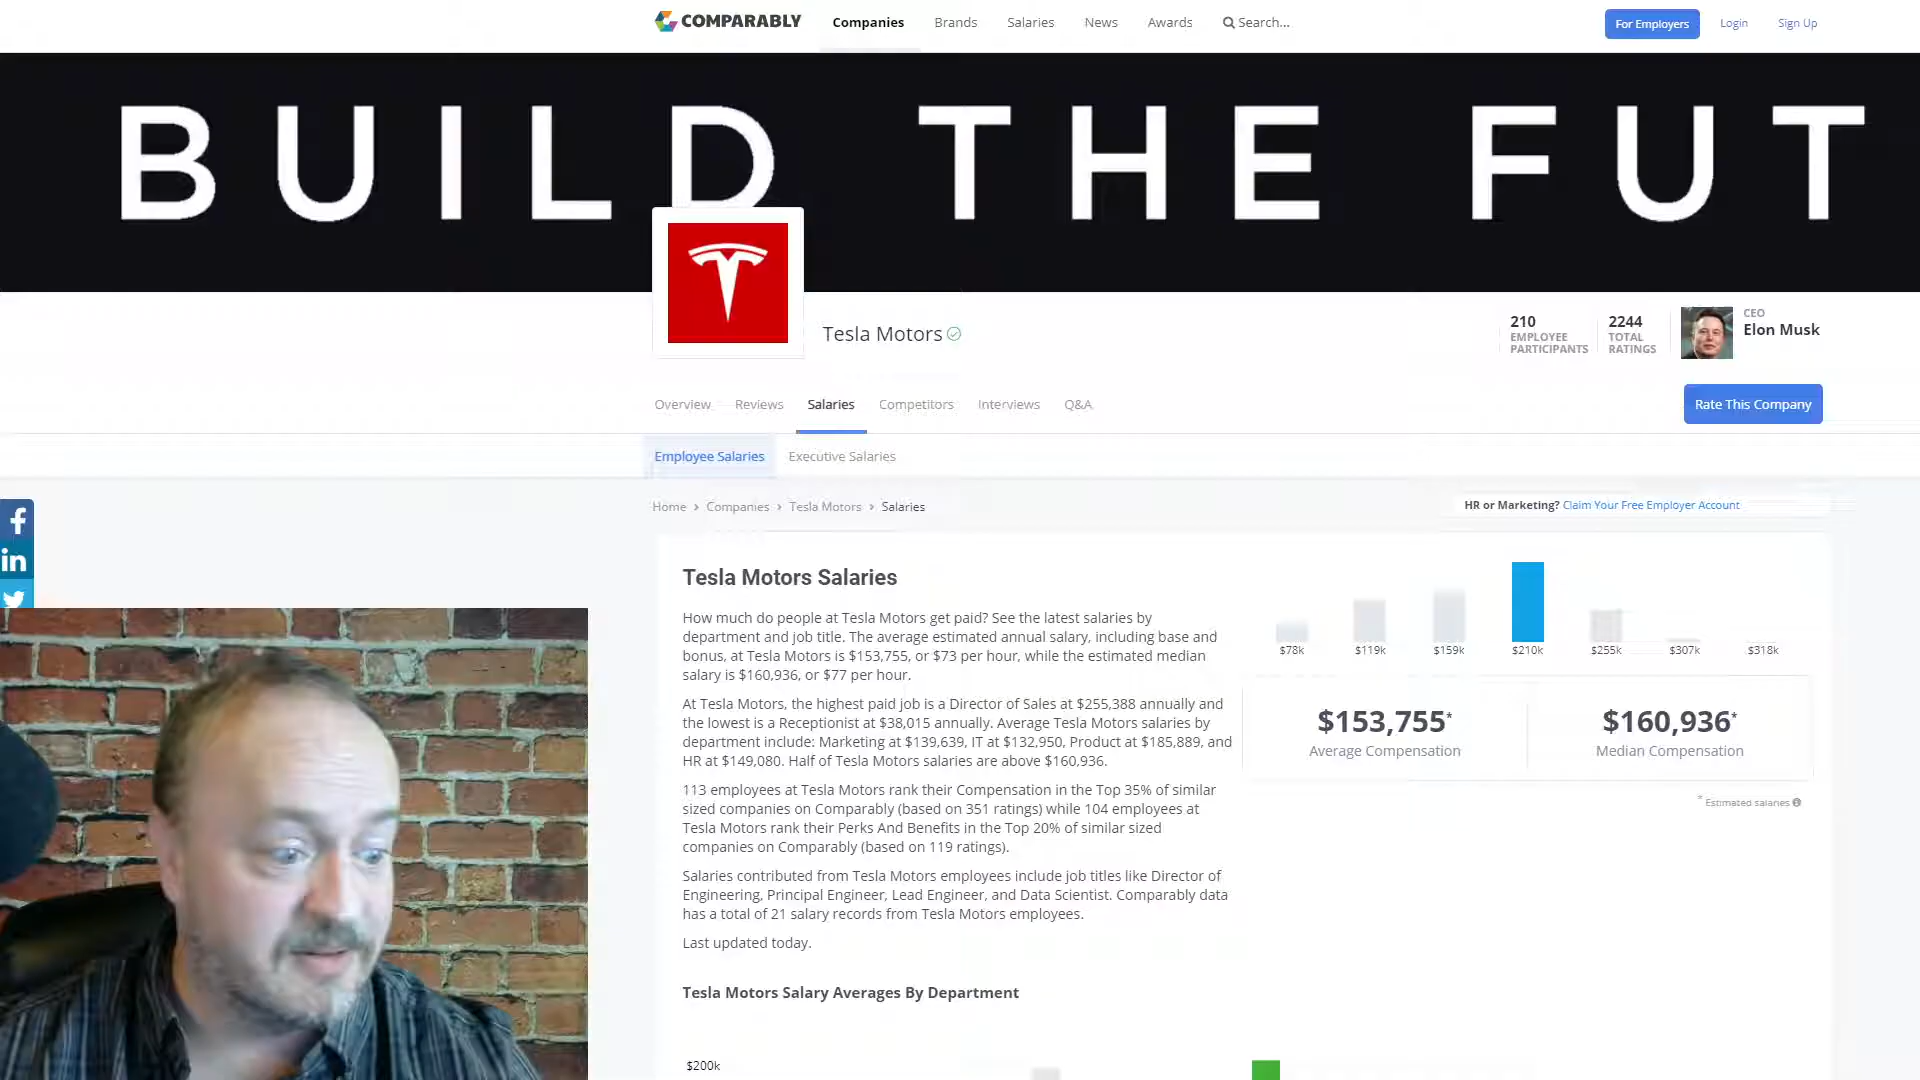 COMPARABLY
Companies
Brands
Salaries
News
Awards
Search...
For Employers
Login
Sign Up
BUILD THE FUT
Tesla Motors
210
EMPLOYEE
PARTICIPANTS
2244
TOTAL
RATINGS
CEO
Elon Musk
Overview
Reviews
Salaries
Competitors
Interviews
Q&A
Rate This Company
Employee Salaries
Executive Salaries
Home > Companies > Tesla Motors > Salaries
HR or Marketing? Claim Your Free Employer Account
Tesla Motors Salaries
How much do people at Tesla Motors get paid? See the latest salaries by
department and job title. The average estimated annual salary, including base and
bonus, at Tesla Motors is $153,755, or $73 per hour, while the estimated median
salary is $160,936, or $77 per hour.
At Tesla Motors, the highest paid job is a Director of Sales at $255,388 annually and
the lowest is a Receptionist at $38,015 annually. Average Tesla Motors salaries by
department include: Marketing at $139,639, IT at $132,950, Product at $185,889, and
HR at $149,080. Half of Tesla Motors salaries are above $160,936.
113 employees at Tesla Motors rank their Compensation in the Top 35% of similar
sized companies on Comparably (based on 351 ratings) while 104 employees at
Tesla Motors rank their Perks And Benefits in the Top 20% of similar sized
companies on Comparably (based on 119 ratings).
Salaries contributed from Tesla Motors employees include job titles like Director of
Engineering, Principal Engineer, Lead Engineer, and Data Scientist. Comparably data
has a total of 21 salary records from Tesla Motors employees.
Last updated today.
$78k
$119k
$159k
$210k
$255k
$307k
$318k
$153,755*
Average Compensation
$160,936*
Median Compensation
* Estimated salaries
Tesla Motors Salary Averages By Department
$200k